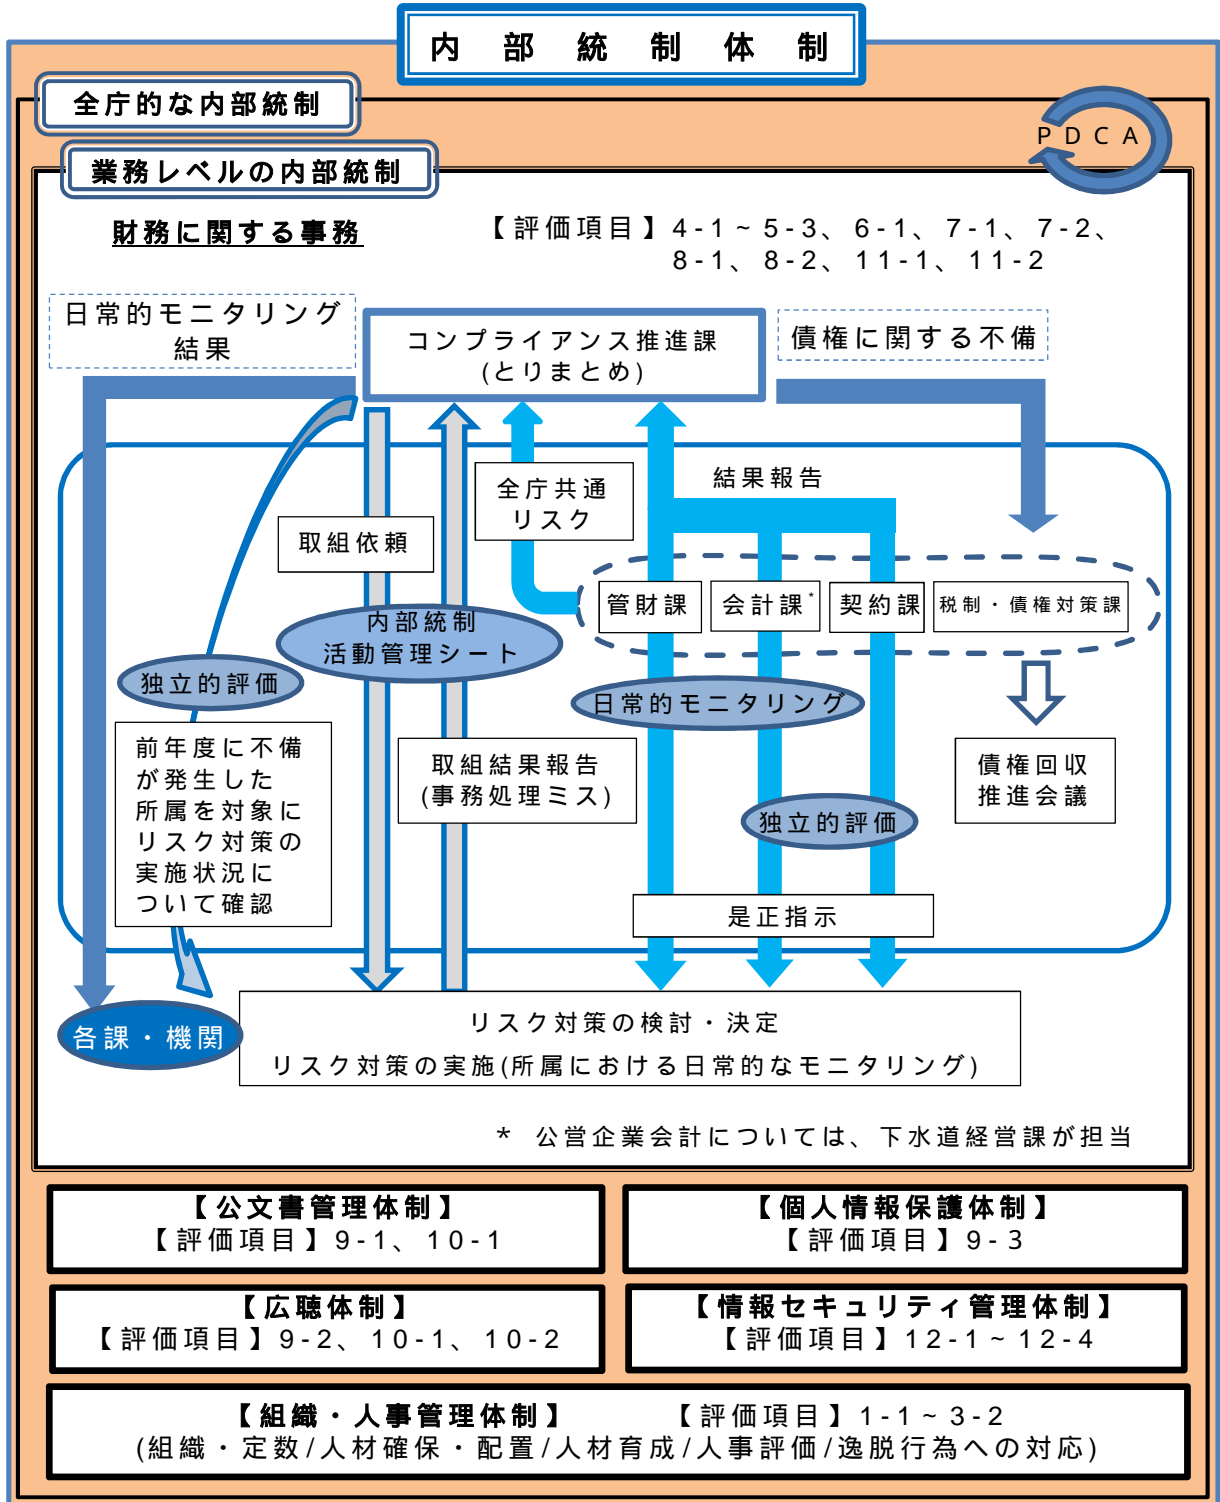 内部統制体制
全庁的な内部統制
PDCA
業務レベルの内部統制
財務に関する事務
【評価項目】4-1~5-3、6-1、7-1、7-2、
8-1、8-2、11-1、11-2
日常的モニタリング
結果
コンプライアンス推進課
(とりまとめ)
債権に関する不備
全庁共通
リスク
結果報告
取組依頼
管財課
会計課*
契約課
税制・債権対策課
内部統制
活動管理シート
独立的評価
日常的モニタリング
前年度に不備
が発生した
所属を対象に
リスク対策の
実施状況に
ついて確認
取組結果報告
(事務処理ミス)
債権回収
推進会議
独立的評価
是正指示
各課・機関
リスク対策の検討・決定
リスク対策の実施(所属における日常的なモニタリング)
* 公営企業会計については、下水道経営課が担当
【公文書管理体制】
【評価項目】9-1、10-1
【個人情報保護体制】
【評価項目】9-3
【広聴体制】
【評価項目】9-2、10-1、10-2
【情報セキュリティ管理体制】
【評価項目】12-1~12-4
【組織・人事管理体制】 【評価項目】1-1~3-2
(組織・定数/人材確保・配置/人材育成/人事評価/逸脱行為への対応)